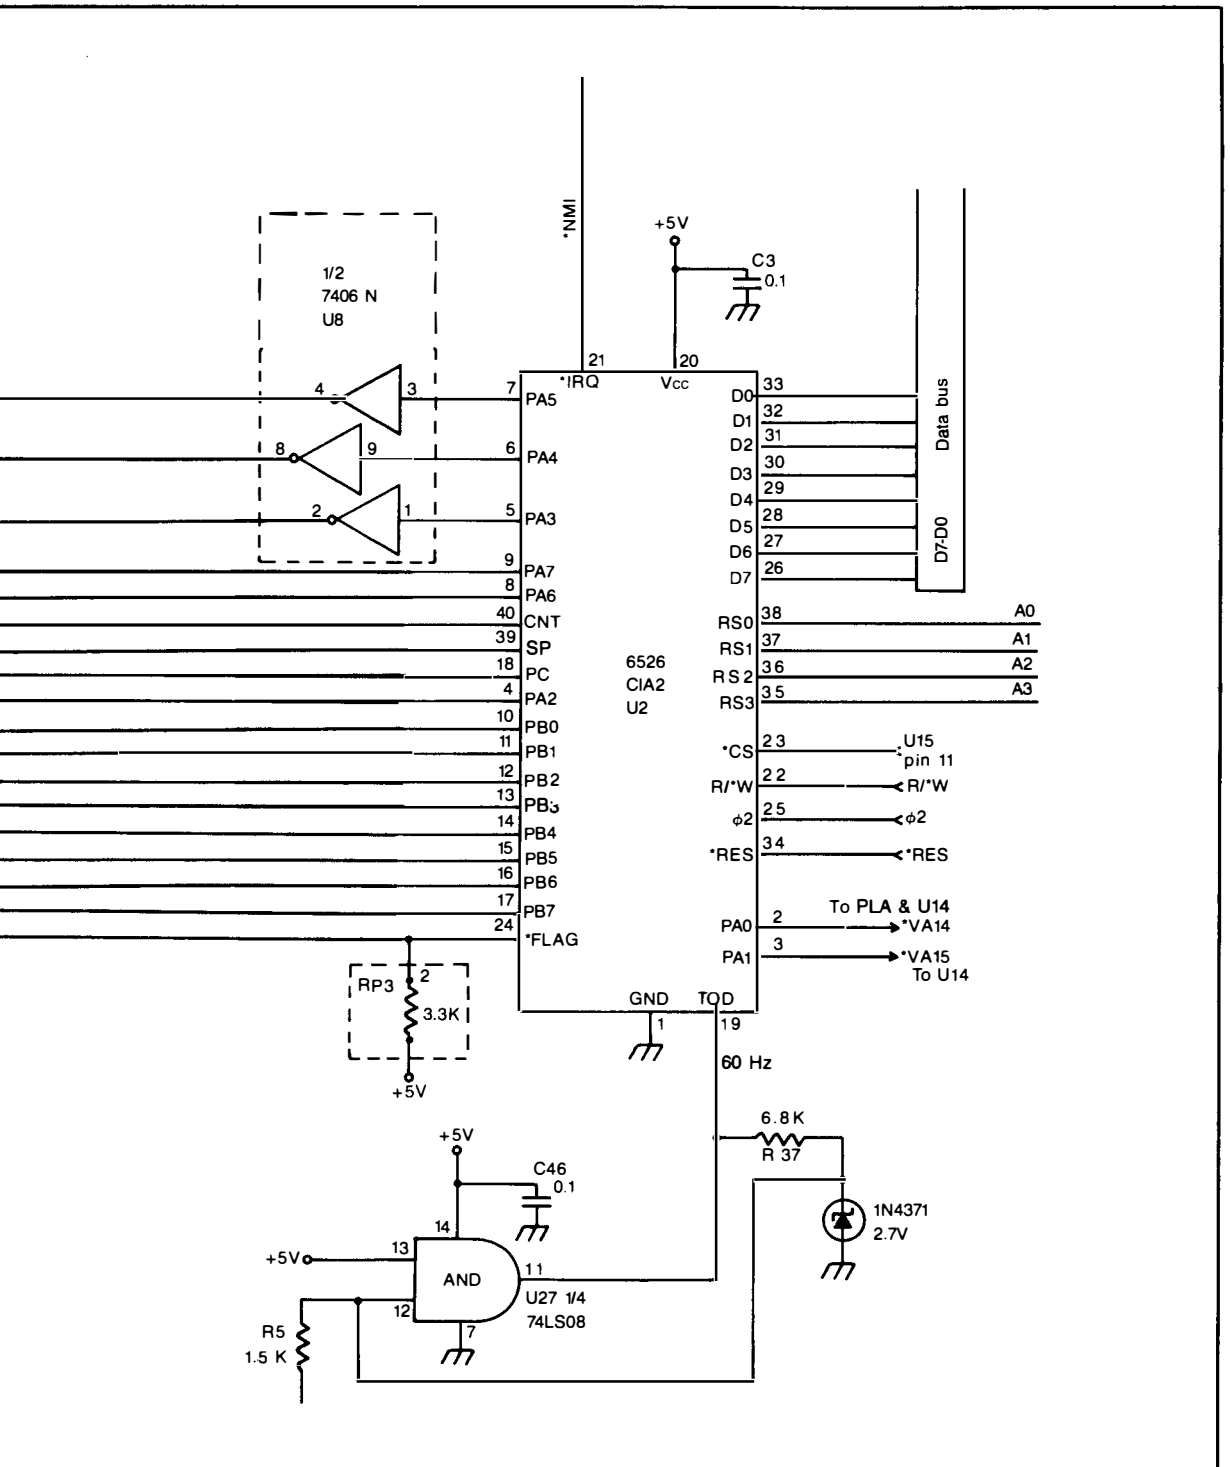 *NMI
+5V
C3
0.1
1/2
7406 N
U8
21
20
*IRQ
Vcc
4
3
7
PA5
8
9
6
PA4
2
1
5
PA3
9
PA7
8
PA6
40
CNT
39
SP
18
PC
4
PA2
10
PB0
11
PB1
12
PB2
13
PB3
14
PB4
15
PB5
16
PB6
17
PB7
24
*FLAG
6526
CIA2
U2
D0
33
D1
32
D2
31
D3
30
D4
29
D5
28
D6
27
D7
26
D7-D0 Data bus
RS0
38
A0
RS1
37
A1
RS2
36
A2
RS3
35
A3
*CS
23
U15
pin 11
R/*W
22
R/*W
ϕ2
25
ϕ2
*RES
34
*RES
To PLA & U14
PA0
2
*VA14
PA1
3
*VA15
To U14
GND
TOD
1
19
60 Hz
RP3
2
3.3K
+5V
6.8K
R 37
1N4371
2.7V
+5V
C46
0.1
14
+5V
13
AND
11
12
U27 1/4
74LS08
7
R5
1.5 K